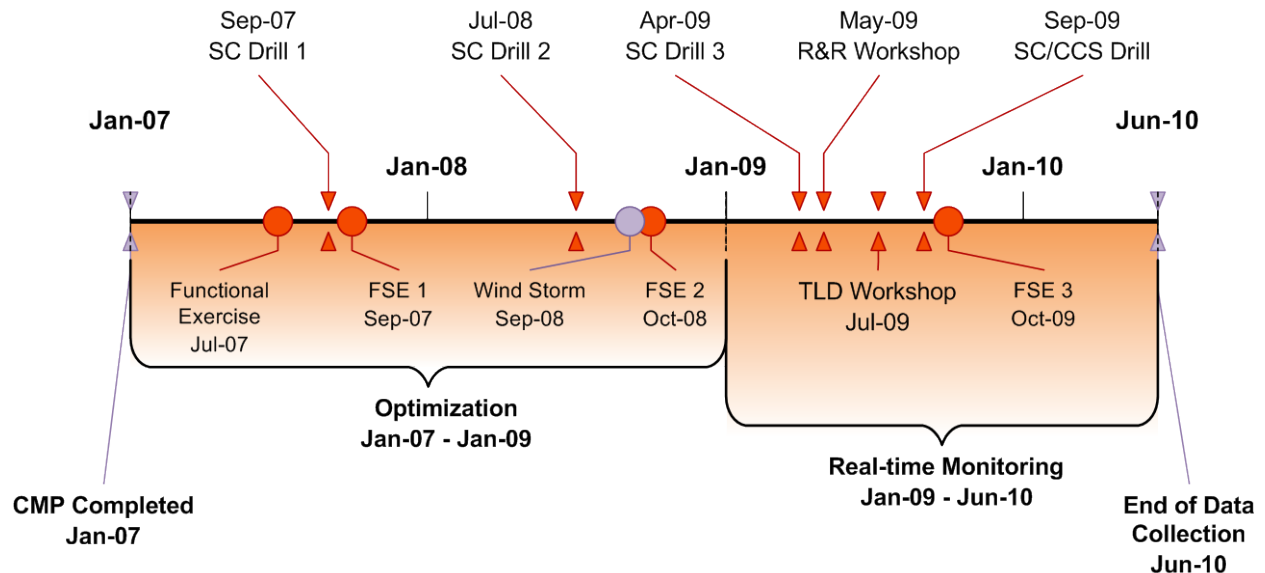 Sep-07
SC Drill 1
Jul-08
SC Drill 2
Apr-09
SC Drill 3
May-09
R&R Workshop
Sep-09
SC/CCS Drill
Jan-07
Jun-10
Jan-08
Jan-09
Jan-10
Functional
Exercise
Jul-07
FSE 1
Sep-07
Wind Storm
Sep-08
FSE 2
Oct-08
TLD Workshop
Jul-09
FSE 3
Oct-09
Optimization
Jan-07 - Jan-09
Real-time Monitoring
Jan-09 - Jun-10
CMP Completed
Jan-07
End of Data
Collection
Jun-10